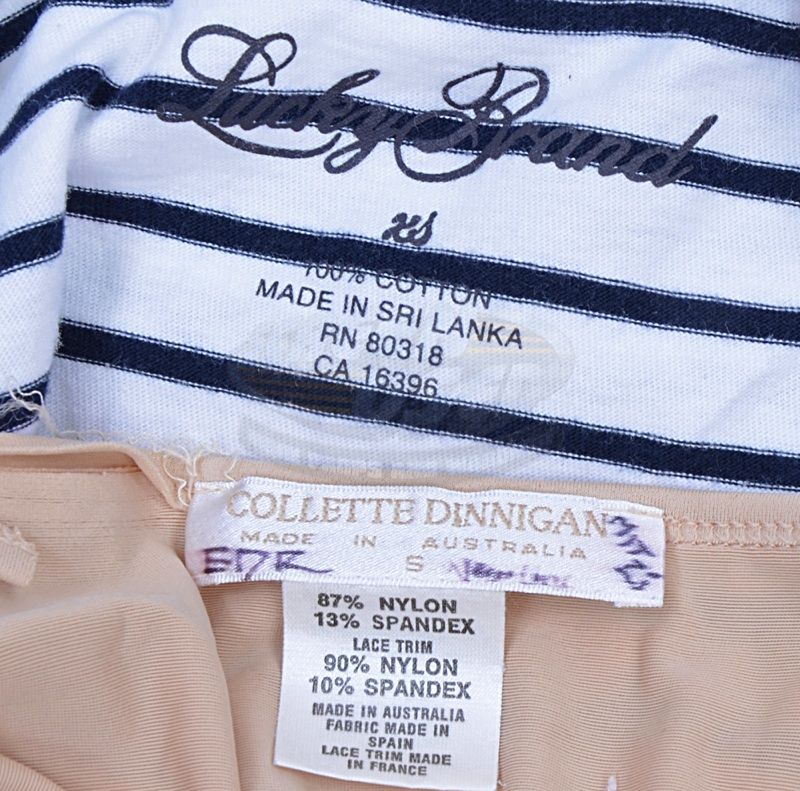 Lucky Brand
XS
100% COTTON
MADE IN SRI LANKA
RN 80318
CA 16396
COLLETTE DINNIGAN
MADE IN AUSTRALIA
EDR S
87% NYLON
13% SPANDEX
LACE TRIM
90% NYLON
10% SPANDEX
MADE IN AUSTRALIA
FABRIC MADE IN
SPAIN
LACE TRIM MADE
IN FRANCE